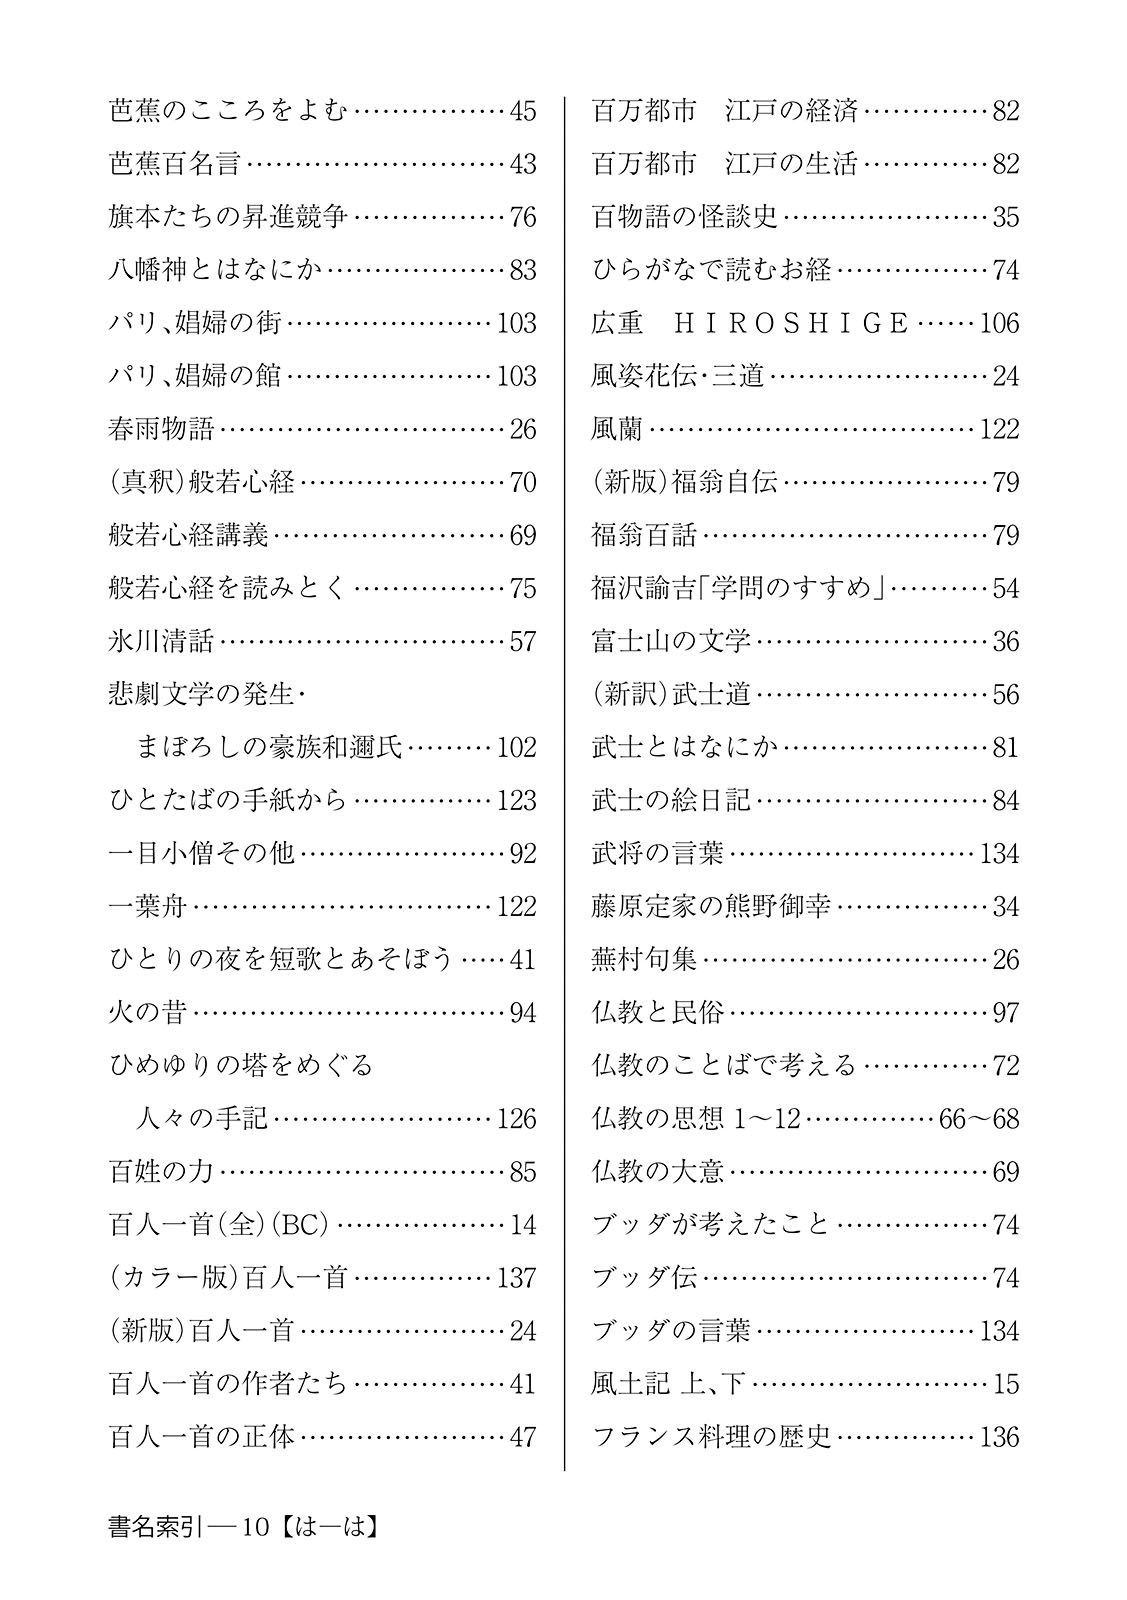 芭蕉のこころをよむ………………45
芭蕉百名言………………………43
旗本たちの昇進競争………………76
八幡神とはなにか…………………83
パリ､娼婦の街……………………103
パリ､娼婦の館……………………103
春雨物語……………………………26
（真釈）般若心経……………………70
般若心経講義………………………69
般若心経を読みとく………………75
氷川清話……………………………57
悲劇文学の発生・
　まぼろしの豪族和邇氏………102
ひとたばの手紙から……………123
一目小僧その他……………………92
一葉舟……………………………122
ひとりの夜を短歌とあそぼう……41
火の昔………………………………94
ひめゆりの塔をめぐる
　人々の手記……………………126
百姓の力……………………………85
百人一首（全）（BC）………………14
（カラー版）百人一首……………137
（新版）百人一首……………………24
百人一首の作者たち………………41
百人一首の正体……………………47
百万都市　江戸の経済……………82
百万都市　江戸の生活……………82
百物語の怪談史……………………35
ひらがなで読むお経………………74
広重　ＨＩＲＯＳＨＩＧＥ……106
風姿花伝・三道……………………24
風蘭………………………………122
（新版）福翁自伝……………………79
福翁百話……………………………79
福沢諭吉｢学問のすすめ｣…………54
富士山の文学………………………36
（新訳）武士道………………………56
武士とはなにか……………………81
武士の絵日記………………………84
武将の言葉………………………134
藤原定家の熊野御幸………………34
蕪村句集……………………………26
仏教と民俗…………………………97
仏教のことばで考える……………72
仏教の思想 1～12……………66～68
仏教の大意…………………………69
ブッダが考えたこと………………74
ブッダ伝……………………………74
ブッダの言葉……………………134
風土記 上､下………………………15
フランス料理の歴史……………136
書名索引―10【は―は】